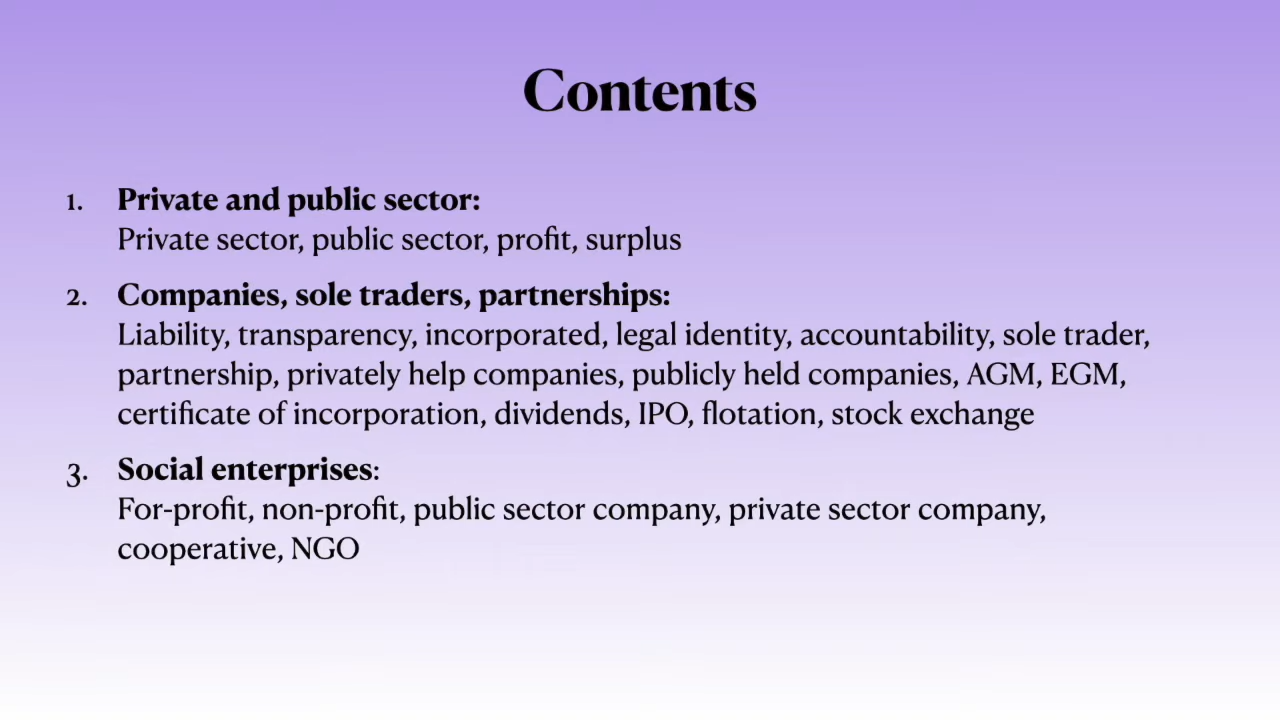 Contents
1. Private and public sector:
Private sector, public sector, profit, surplus
2. Companies, sole traders, partnerships:
Liability, transparency, incorporated, legal identity, accountability, sole trader,
partnership, privately help companies, publicly held companies, AGM, EGM,
certificate of incorporation, dividends, IPO, flotation, stock exchange
3. Social enterprises:
For-profit, non-profit, public sector company, private sector company,
cooperative, NGO